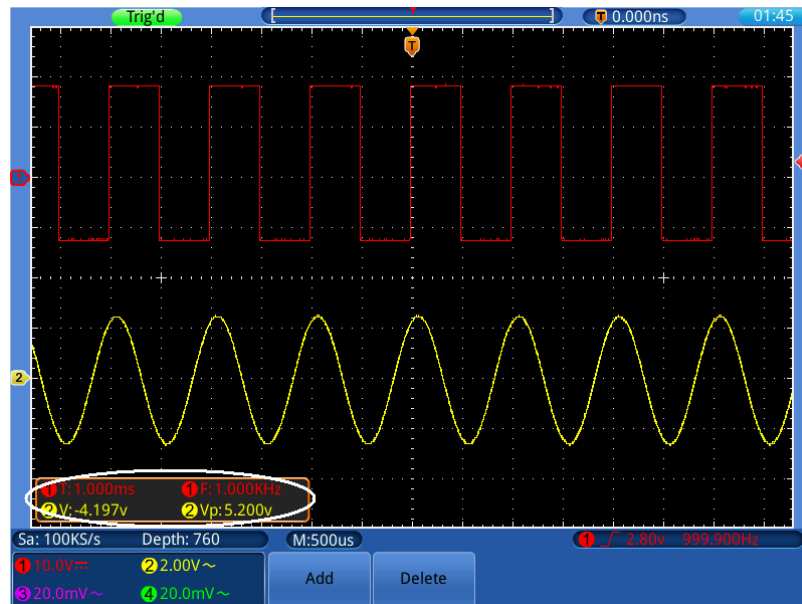 Trig'd T 0.000ns 01:45
T
1
2
1 T: 1.000ms 1 F: 1.000KHz
2 V: -4.197v 2 Vp: 5.200v
Sa: 100KS/s Depth: 760 M:500us 1 2.80v 999.900Hz
1 10.0V 2 2.00V~ Add Delete
3 20.0mV~ 4 20.0mV~